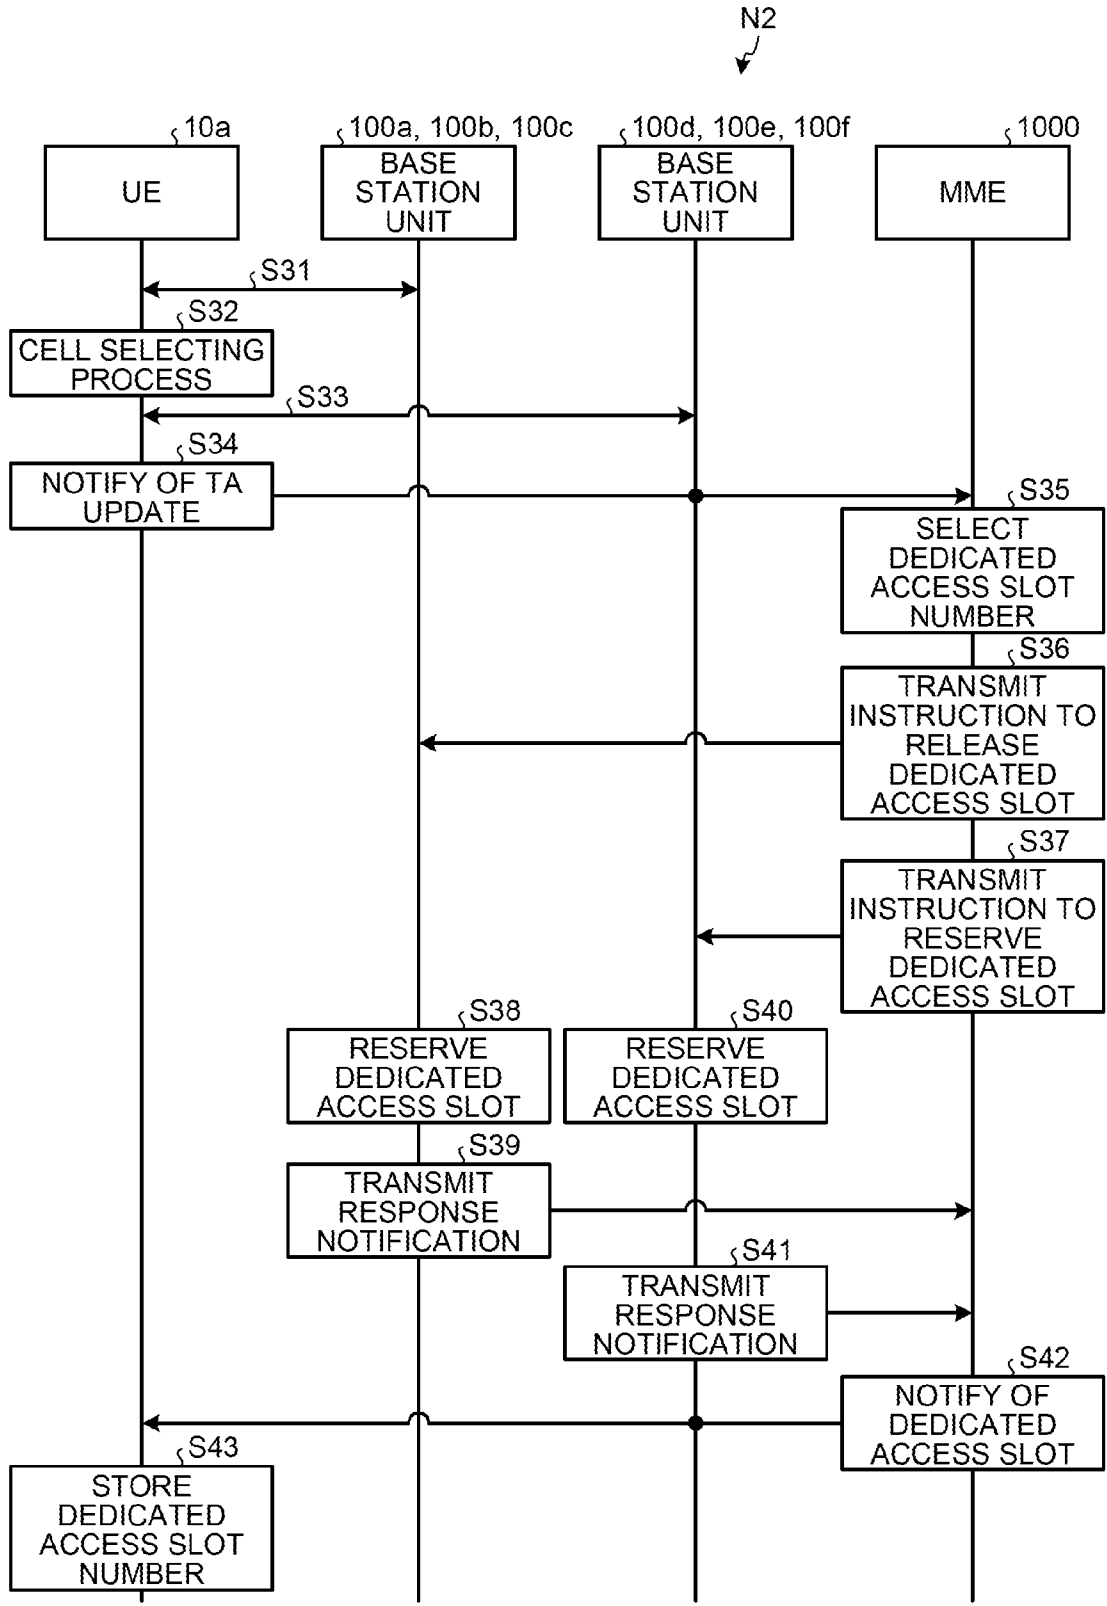 N2
10a
100a, 100b, 100c
100d, 100e, 100f
1000
UE
BASE
STATION
UNIT
BASE
STATION
UNIT
MME
S31
S32
CELL SELECTING
PROCESS
S33
S34
NOTIFY OF TA
UPDATE
S35
SELECT
DEDICATED
ACCESS SLOT
NUMBER
S36
TRANSMIT
INSTRUCTION TO
RELEASE
DEDICATED
ACCESS SLOT
S37
TRANSMIT
INSTRUCTION TO
RESERVE
DEDICATED
ACCESS SLOT
S38
RESERVE
DEDICATED
ACCESS SLOT
S40
RESERVE
DEDICATED
ACCESS SLOT
S39
TRANSMIT
RESPONSE
NOTIFICATION
S41
TRANSMIT
RESPONSE
NOTIFICATION
S42
NOTIFY OF
DEDICATED
ACCESS SLOT
S43
STORE
DEDICATED
ACCESS SLOT
NUMBER